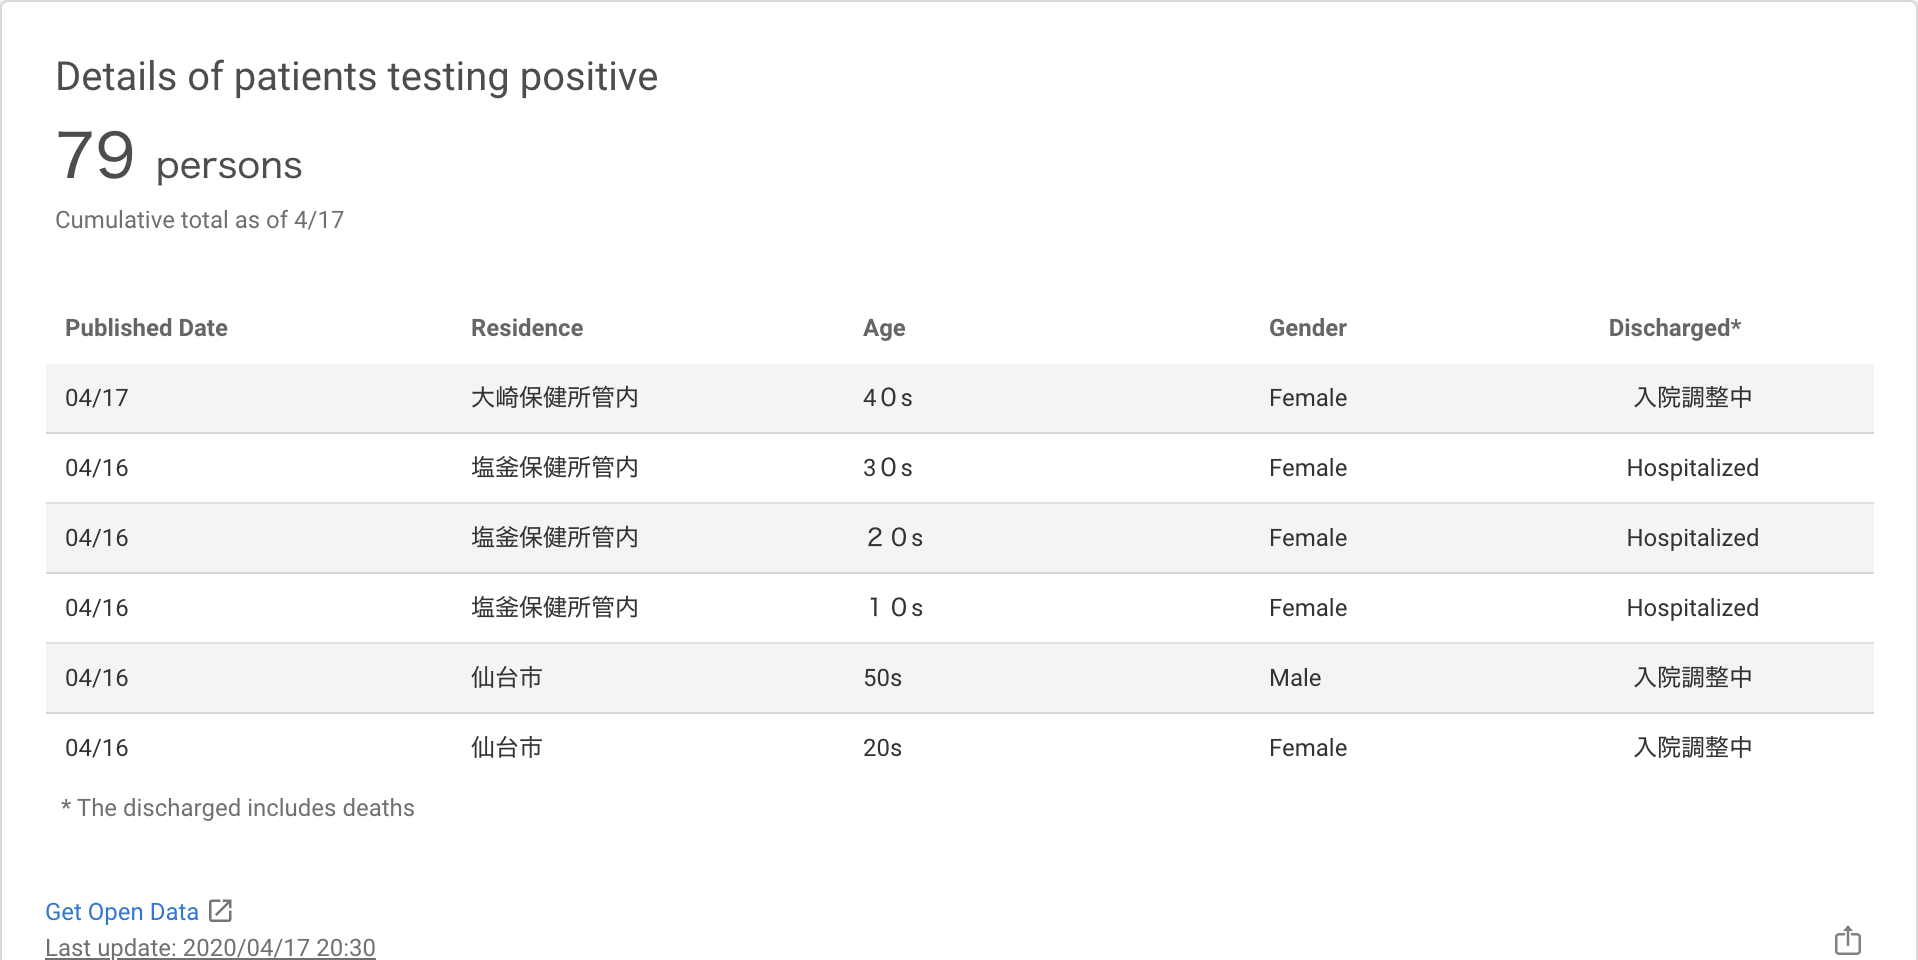 Details of patients testing positive
79 persons
Cumulative total as of 4/17
Published Date Residence Age Gender Discharged*
04/17 大崎保健所管内 4０s Female 入院調整中
04/16 塩釜保健所管内 3０s Female Hospitalized
04/16 塩釜保健所管内 ２０s Female Hospitalized
04/16 塩釜保健所管内 １０s Female Hospitalized
04/16 仙台市 50s Male 入院調整中
04/16 仙台市 20s Female 入院調整中
* The discharged includes deaths
Get Open Data
Last update: 2020/04/17 20:30